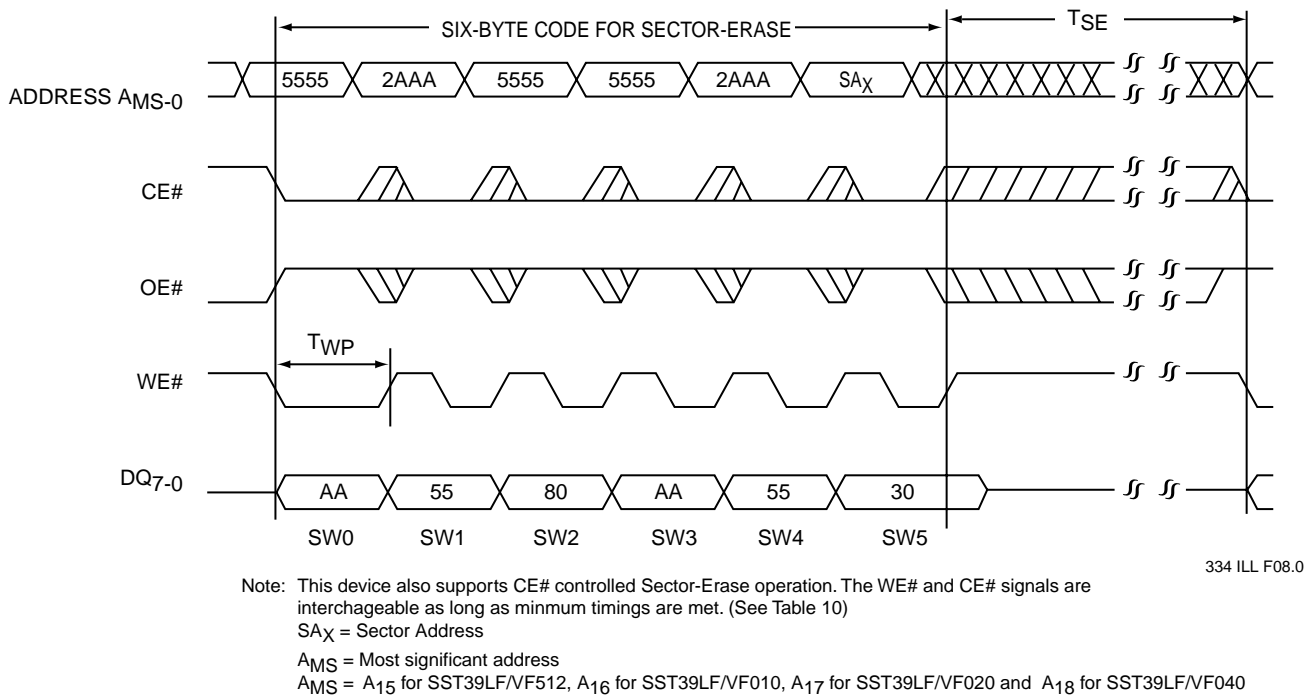 SIX-BYTE CODE FOR SECTOR-ERASE
TSE
ADDRESS AMS-0
5555 2AAA 5555 5555 2AAA SAX
CE#
OE#
TWP
WE#
DQ7-0
AA 55 80 AA 55 30
SW0 SW1 SW2 SW3 SW4 SW5
334 ILL F08.0
Note: This device also supports CE# controlled Sector-Erase operation. The WE# and CE# signals are
interchageable as long as minmum timings are met. (See Table 10)
SAX = Sector Address
AMS = Most significant address
AMS = A15 for SST39LF/VF512, A16 for SST39LF/VF010, A17 for SST39LF/VF020 and A18 for SST39LF/VF040